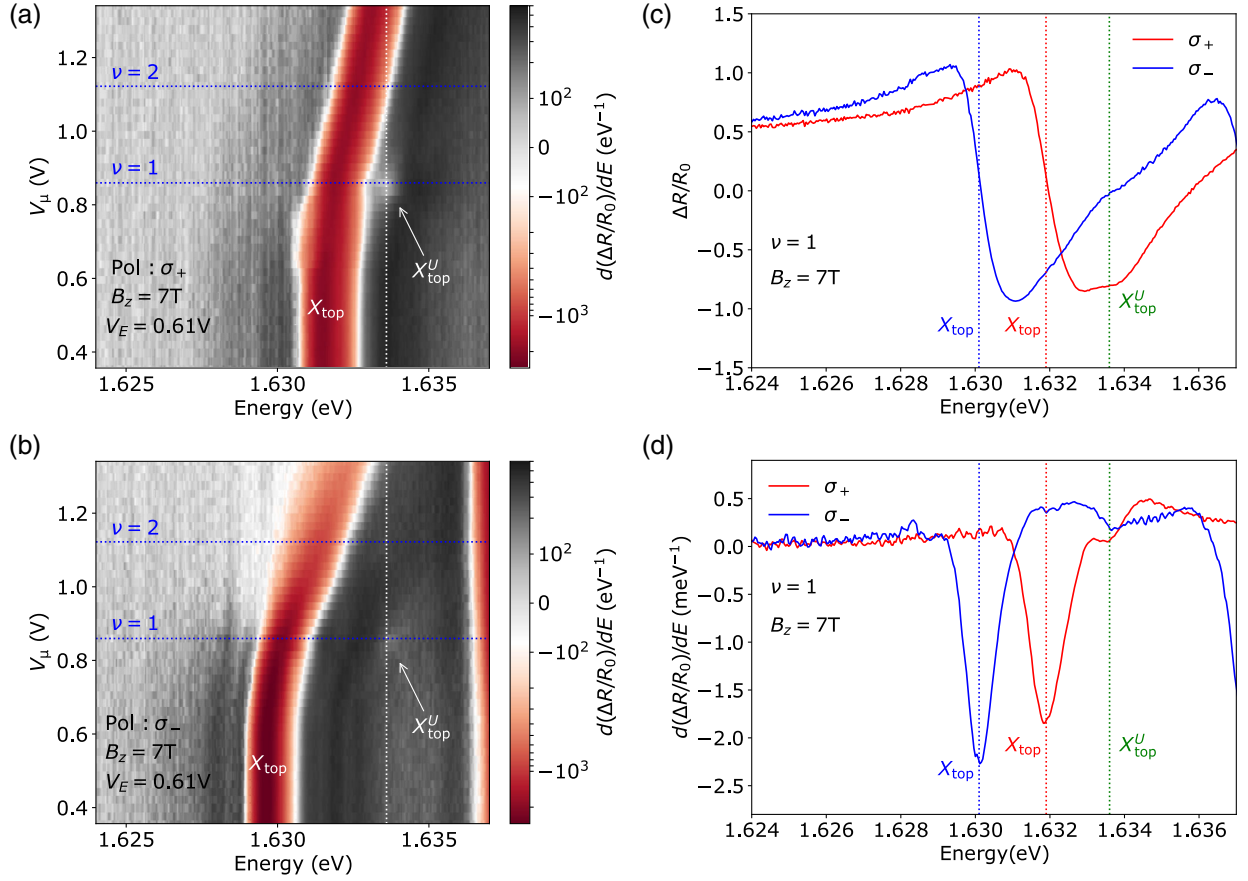 (a)
1.2
1.0
0.8
0.6
0.4
V_μ (V)
ν = 2
ν = 1
Pol : σ₊
B_z = 7T
V_E = 0.61V
X_top
X^U_top
1.625
1.630
1.635
Energy (eV)
10²
0
−10²
−10³
d(ΔR/R₀)/dE (eV⁻¹)
(b)
1.2
1.0
0.8
0.6
0.4
V_μ (V)
ν = 2
ν = 1
Pol : σ₋
B_z = 7T
V_E = 0.61V
X_top
X^U_top
1.625
1.630
1.635
Energy (eV)
10²
0
−10²
−10³
d(ΔR/R₀)/dE (eV⁻¹)
(c)
1.5
1.0
0.5
0.0
−0.5
−1.0
−1.5
ΔR/R₀
σ₊
σ₋
ν = 1
B_z = 7T
X_top
X_top
X^U_top
1.624
1.626
1.628
1.630
1.632
1.633
1.635
1.636
Energy(eV)
(d)
0.5
0.0
−0.5
−1.0
−1.5
−2.0
−2.5
d(ΔR/R₀)/dE (meV⁻¹)
σ₊
σ₋
ν = 1
B_z = 7T
X_top
X_top
X^U_top
1.624
1.626
1.628
1.630
1.632
1.633
1.635
1.636
Energy(eV)